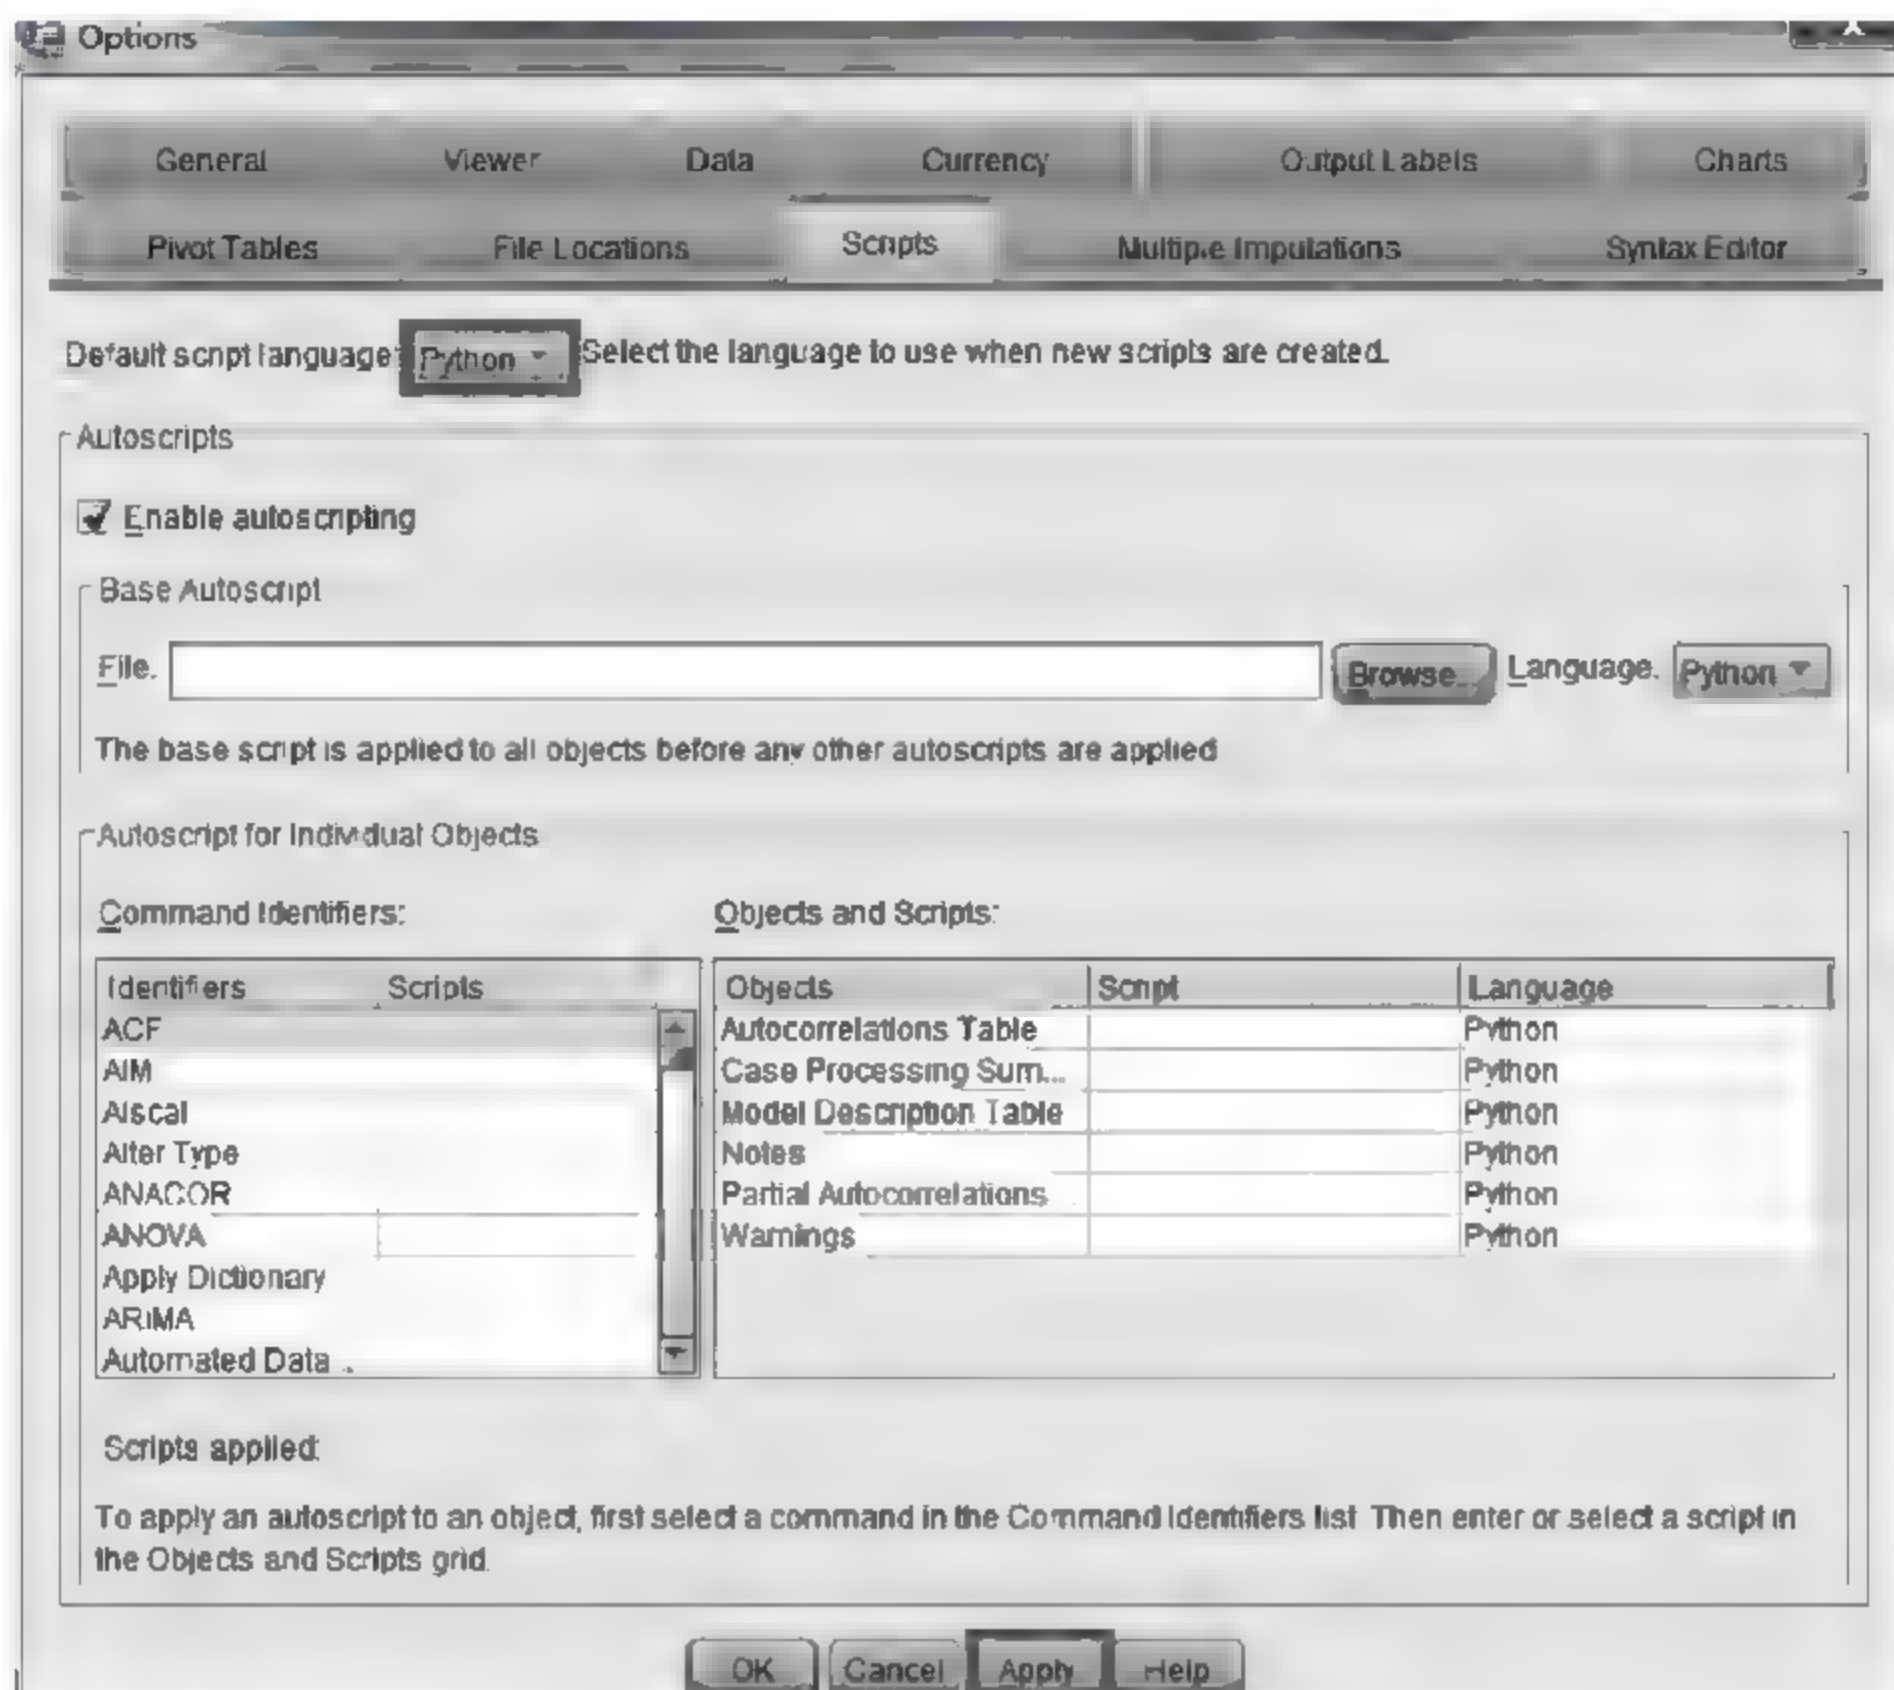 Options
General Viewer Data Currency Output Labels Charts
Pivot Tables File Locations Scripts Multiple Imputations Syntax Editor
Default script language: Python Select the language to use when new scripts are created.
Autoscripts
Enable autoscripting
Base Autoscript
File: Browse... Language: Python
The base script is applied to all objects before any other autoscripts are applied
Autoscript for Individual Objects
Command Identifiers: Objects and Scripts:
Identifiers Scripts Objects Script Language
ACF Autocorrelations Table Python
AIM Case Processing Sum... Python
Alscal Model Description Table Python
Alter Type Notes Python
ANACOR Partial Autocorrelations Python
ANOVA Warnings Python
Apply Dictionary
ARIMA
Automated Data ..
Scripts applied:
To apply an autoscript to an object, first select a command in the Command Identifiers list. Then enter or select a script in
the Objects and Scripts grid.
OK Cancel Apply Help